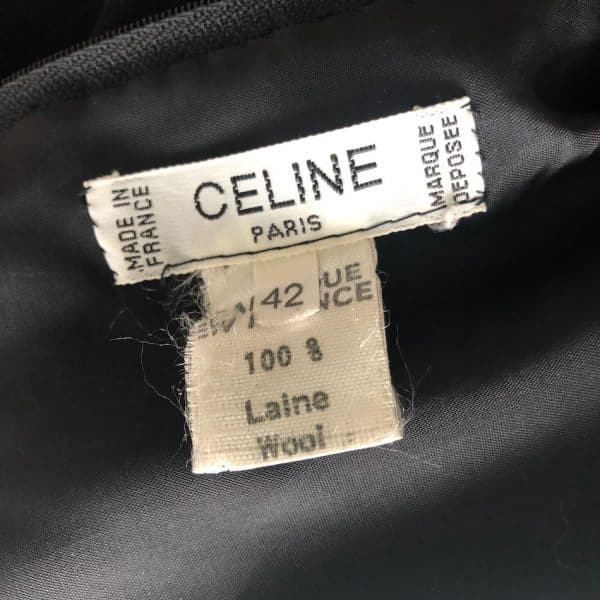 MADE IN
FRANCE
CELINE
PARIS
MARQUE
DEPOSEE
42
100 %
Laine
Wool